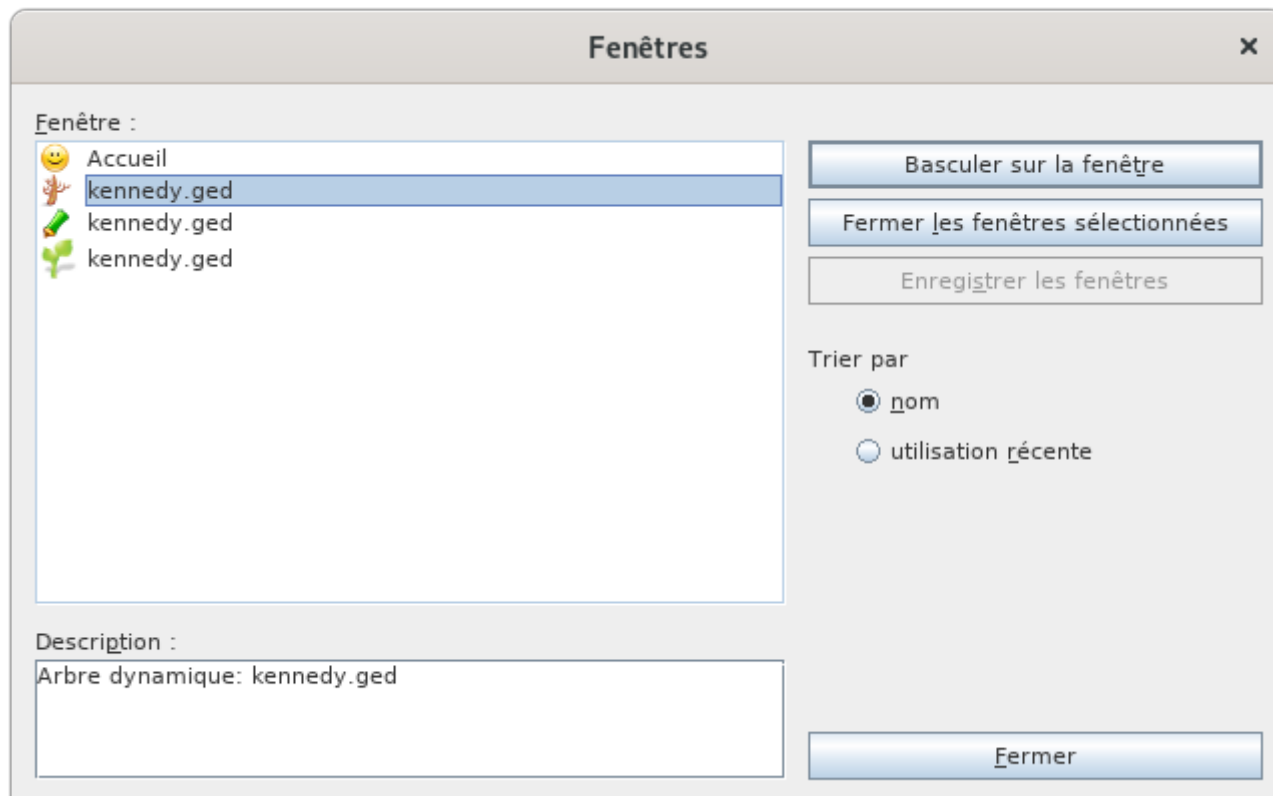 Fenêtres
Fenêtre :
Accueil
kennedy.ged
kennedy.ged
kennedy.ged
Basculer sur la fenêtre
Fermer les fenêtres sélectionnées
Enregistrer les fenêtres
Trier par
nom
utilisation récente
Description :
Arbre dynamique: kennedy.ged
Fermer